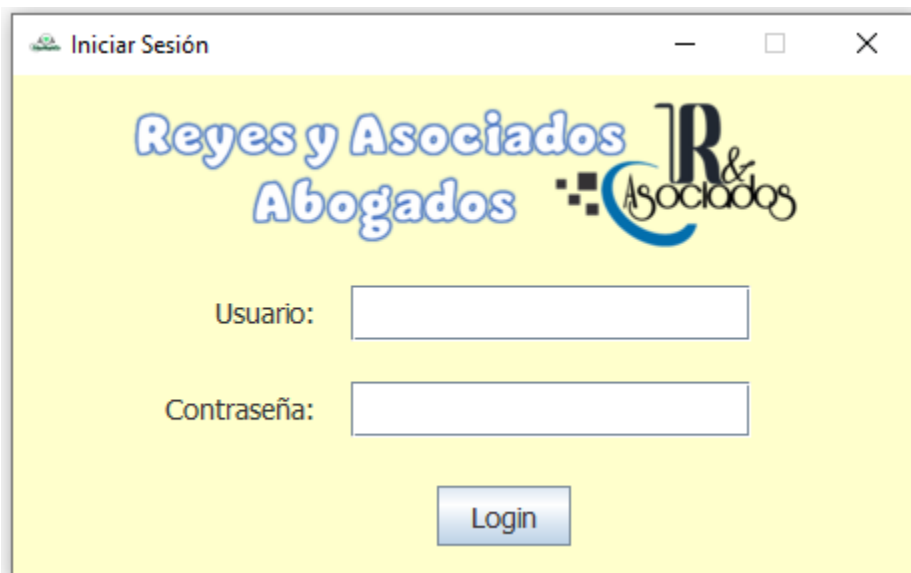 Iniciar Sesión
Reyes y Asociados
Abogados
R&
Asociados
Usuario:
Contraseña:
Login